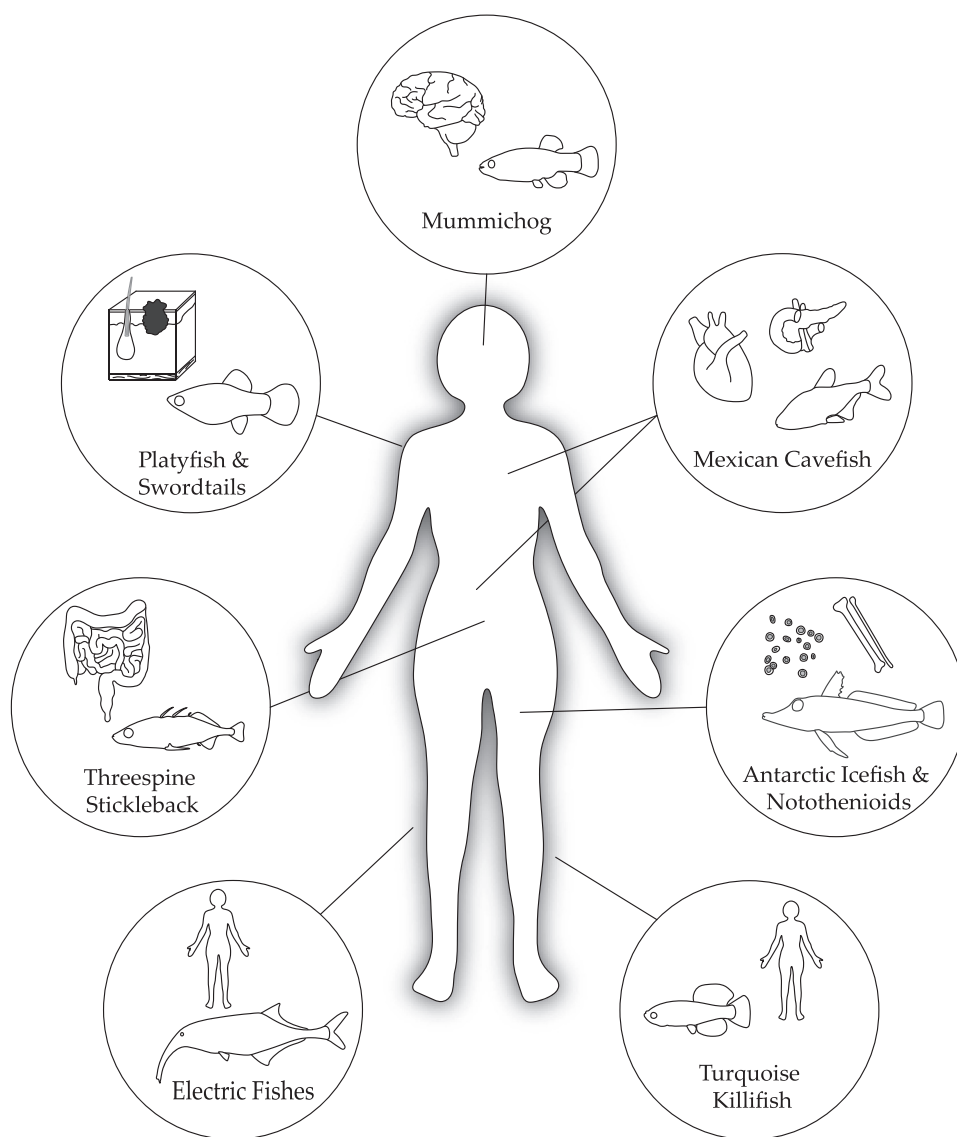 Mummichog
Platyfish &
Swordtails
Mexican Cavefish
Threespine
Stickleback
Antarctic Icefish &
Notothenioids
Electric Fishes
Turquoise
Killifish